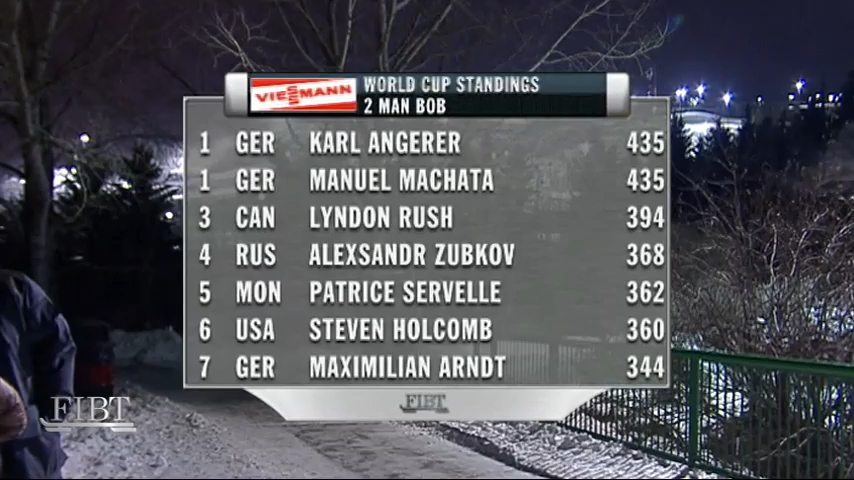 VIESSMANN
WORLD CUP STANDINGS
2 MAN BOB
1 GER KARL ANGERER 435
1 GER MANUEL MACHATA 435
3 CAN LYNDON RUSH 394
4 RUS ALEXSANDR ZUBKOV 368
5 MON PATRICE SERVELLE 362
6 USA STEVEN HOLCOMB 360
7 GER MAXIMILIAN ARNDT 344
FIBT
FIBT